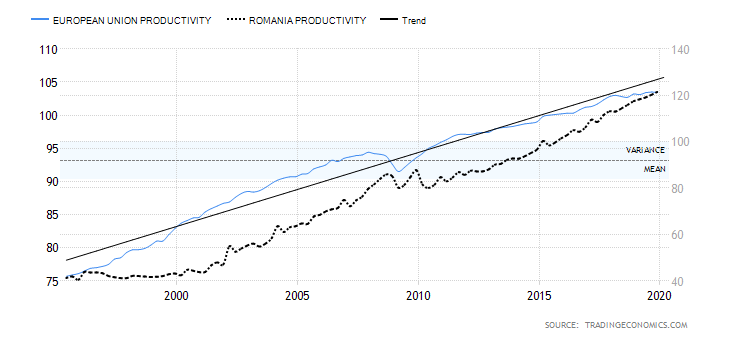 EUROPEAN UNION PRODUCTIVITY ROMANIA PRODUCTIVITY Trend
110 140
105
120
100
100
95
VARIANCE
MEAN
90
80
85
60
80
75 40
2000 2005 2010 2015 2020
SOURCE: TRADINGECONOMICS.COM